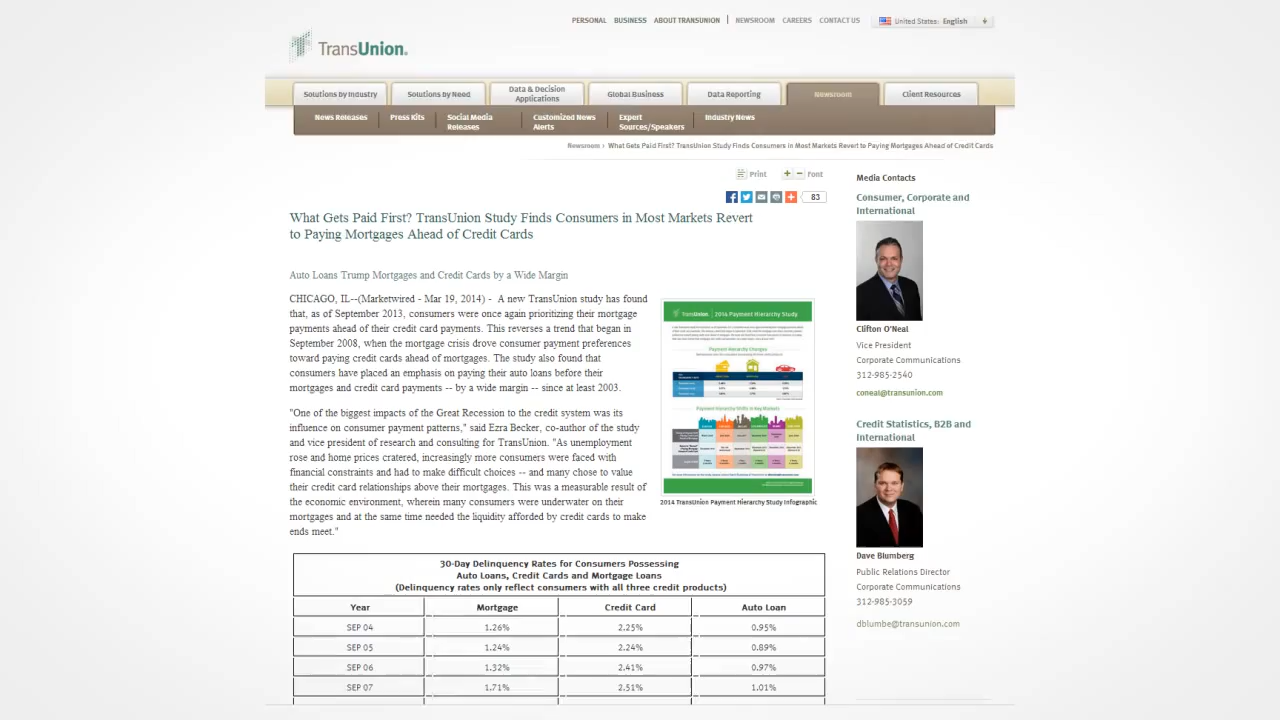 PERSONAL BUSINESS ABOUT TRANSUNION | NEWSROOM CAREERS CONTACT US United States: English
TransUnion.
Solutions by Industry Solutions by Need Data & Decision Applications Global Business Data Reporting Newsroom Client Resources
News Releases Press Kits Social Media Releases Customized News Alerts Expert Sources/Speakers Industry News
Newsroom › What Gets Paid First? TransUnion Study Finds Consumers in Most Markets Revert to Paying Mortgages Ahead of Credit Cards
Print + − Font
83
What Gets Paid First? TransUnion Study Finds Consumers in Most Markets Revert
to Paying Mortgages Ahead of Credit Cards
Auto Loans Trump Mortgages and Credit Cards by a Wide Margin
CHICAGO, IL--(Marketwired - Mar 19, 2014) - A new TransUnion study has found
that, as of September 2013, consumers were once again prioritizing their mortgage
payments ahead of their credit card payments. This reverses a trend that began in
September 2008, when the mortgage crisis drove consumer payment preferences
toward paying credit cards ahead of mortgages. The study also found that
consumers have placed an emphasis on paying their auto loans before their
mortgages and credit card payments -- by a wide margin -- since at least 2003.
"One of the biggest impacts of the Great Recession to the credit system was its
influence on consumer payment patterns," said Ezra Becker, co-author of the study
and vice president of research and consulting for TransUnion. "As unemployment
rose and home prices cratered, increasingly more consumers were faced with
financial constraints and had to make difficult choices -- and many chose to value
their credit card relationships above their mortgages. This was a measurable result of
the economic environment, wherein many consumers were underwater on their
mortgages and at the same time needed the liquidity afforded by credit cards to make
ends meet."
TransUnion. 2014 Payment Hierarchy Study
Payment Hierarchy Changes
Payment Hierarchy Shifts in Key Markets
2014 TransUnion Payment Hierarchy Study Infographic
30-Day Delinquency Rates for Consumers Possessing
Auto Loans, Credit Cards and Mortgage Loans
(Delinquency rates only reflect consumers with all three credit products)
Year Mortgage Credit Card Auto Loan
SEP 04 1.26% 2.25% 0.95%
SEP 05 1.24% 2.24% 0.89%
SEP 06 1.32% 2.41% 0.97%
SEP 07 1.71% 2.51% 1.01%
Media Contacts
Consumer, Corporate and
International
Clifton O'Neal
Vice President
Corporate Communications
312-985-2540
coneal@transunion.com
Credit Statistics, B2B and
International
Dave Blumberg
Public Relations Director
Corporate Communications
312-985-3059
dblumbe@transunion.com